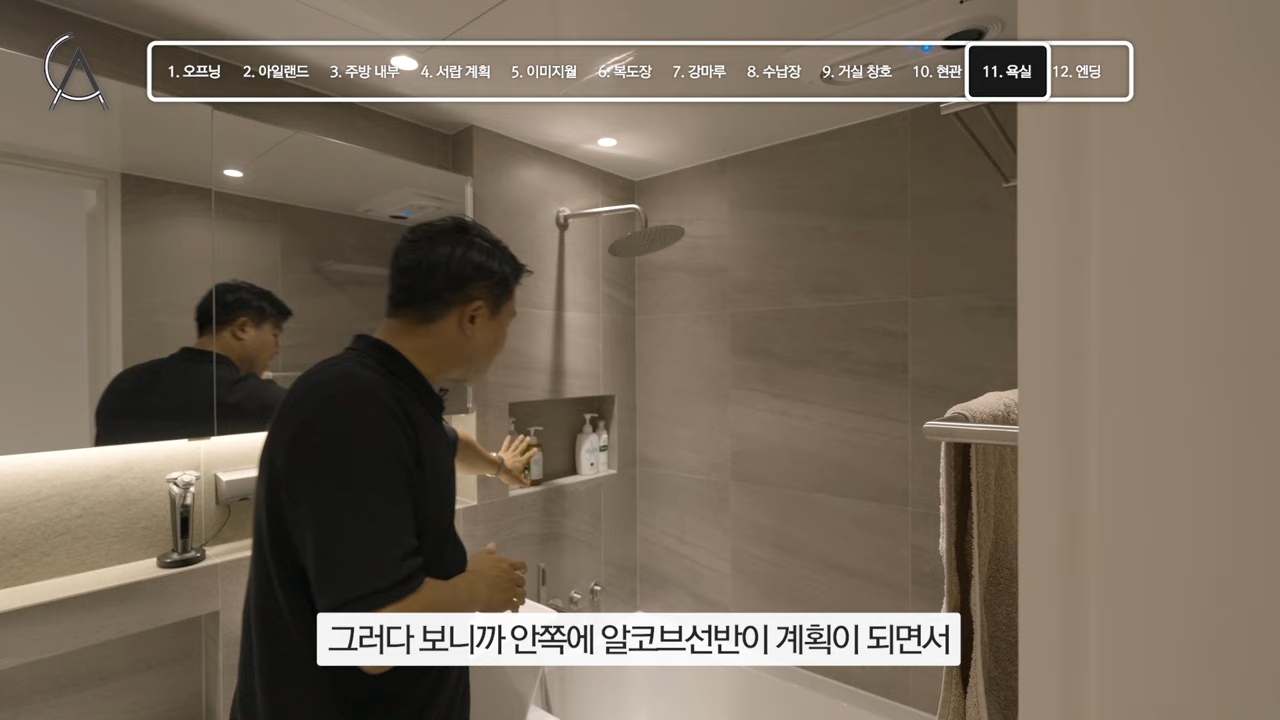 1. 오프닝 2. 아일랜드 3. 주방 내부 4. 서랍 계획 5. 이미지월 6. 복도장 7. 강마루 8. 수납장 9. 거실 창호 10. 현관 11. 욕실 12. 엔딩
그러다 보니까 안쪽에 알코브선반이 계획이 되면서